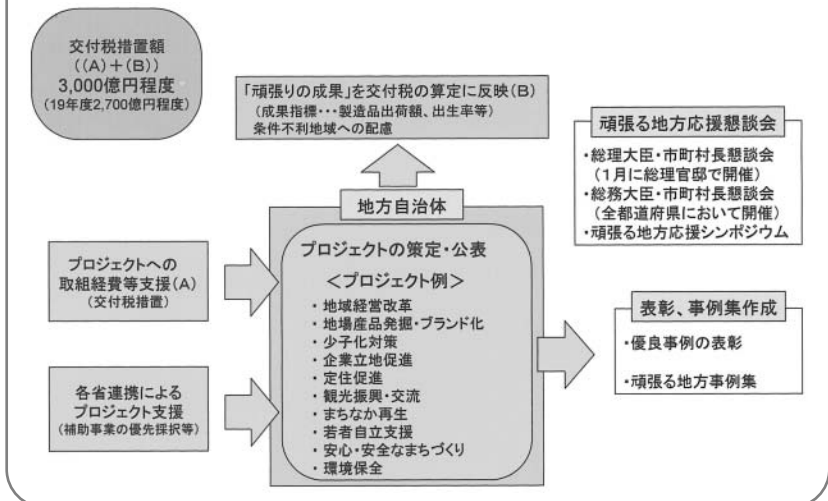 交付税措置額
((A)+(B))
3,000億円程度
(19年度2,700億円程度)
「頑張りの成果」を交付税の算定に反映(B)
(成果指標・・・製造品出荷額、出生率等)
条件不利地域への配慮
頑張る地方応援懇談会
・総理大臣・市町村長懇談会
(1月に総理官邸で開催)
・総務大臣・市町村長懇談会
(全都道府県において開催)
・頑張る地方応援シンポジウム
地方自治体
プロジェクトの策定・公表
<プロジェクト例>
・地域経営改革
・地場産品発掘・ブランド化
・少子化対策
・企業立地促進
・定住促進
・観光振興・交流
・まちなか再生
・若者自立支援
・安心・安全なまちづくり
・環境保全
プロジェクトへの
取組経費等支援(A)
(交付税措置)
各省連携による
プロジェクト支援
(補助事業の優先採択等)
表彰、事例集作成
・優良事例の表彰
・頑張る地方事例集